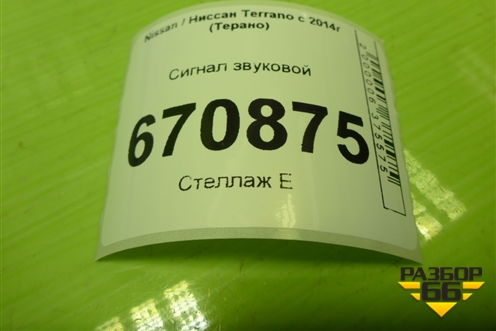 Nissan / Ниссан Terrano с 2014г
(Терано)
Сигнал звуковой
670875
Стеллаж Е
РАЗБОР
66